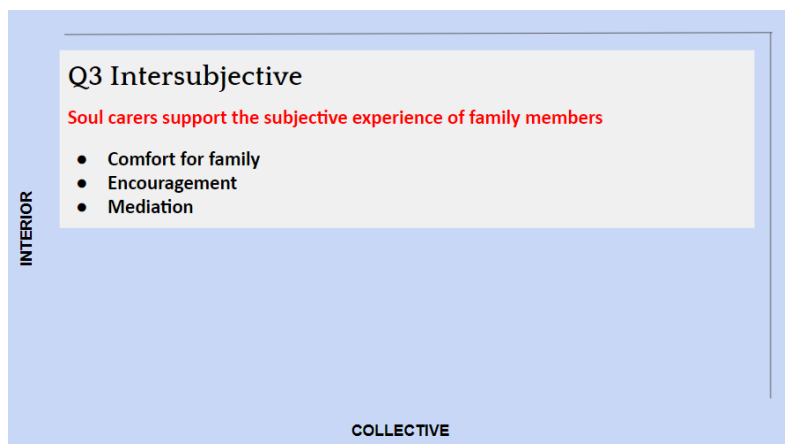 Q3 Intersubjective
Soul carers support the subjective experience of family members
● Comfort for family
● Encouragement
● Mediation
INTERIOR
COLLECTIVE